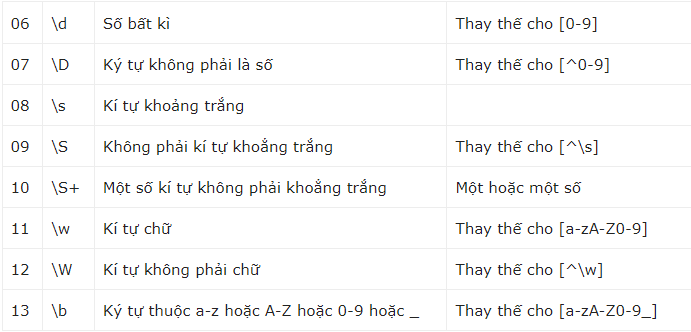 06 \d Số bất kì Thay thế cho [0-9]
07 \D Ký tự không phải là số Thay thế cho [^0-9]
08 \s Kí tự khoảng trắng
09 \S Không phải kí tự khoẳng trắng Thay thế cho [^\s]
10 \S+ Một số kí tự không phải khoẳng trắng Một hoặc một số
11 \w Kí tự chữ Thay thế cho [a-zA-Z0-9]
12 \W Kí tự không phải chữ Thay thế cho [^\w]
13 \b Ký tự thuộc a-z hoặc A-Z hoặc 0-9 hoặc _ Thay thế cho [a-zA-Z0-9_]